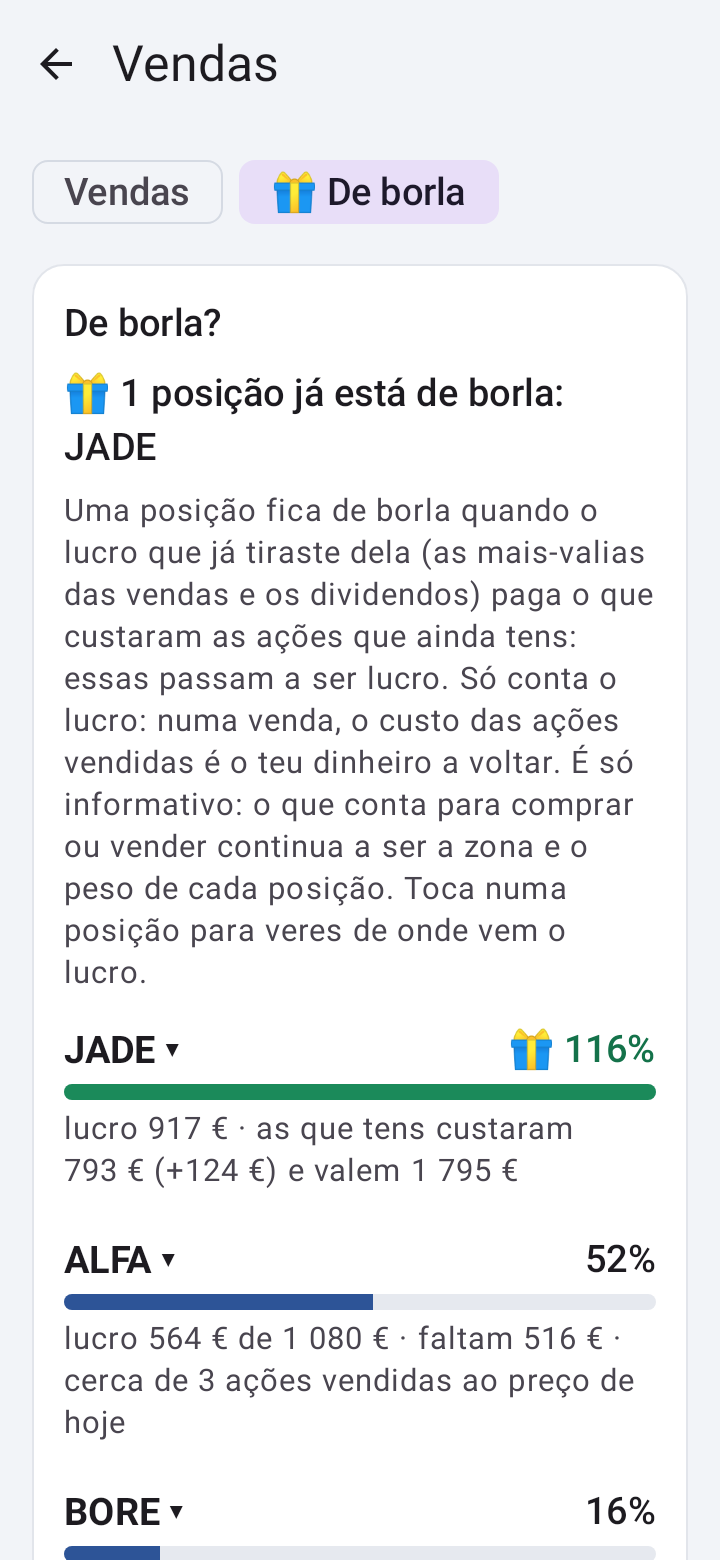 Vendas
Vendas
De borla
De borla?
1 posição já está de borla:
JADE
Uma posição fica de borla quando o
lucro que já tiraste dela (as mais-valias
das vendas e os dividendos) paga o que
custaram as ações que ainda tens:
essas passam a ser lucro. Só conta o
lucro: numa venda, o custo das ações
vendidas é o teu dinheiro a voltar. É só
informativo: o que conta para comprar
ou vender continua a ser a zona e o
peso de cada posição. Toca numa
posição para veres de onde vem o
lucro.
JADE ▾ 116%
lucro 917 € · as que tens custaram
793 € (+124 €) e valem 1 795 €
ALFA ▾ 52%
lucro 564 € de 1 080 € · faltam 516 € ·
cerca de 3 ações vendidas ao preço de
hoje
BORE ▾ 16%